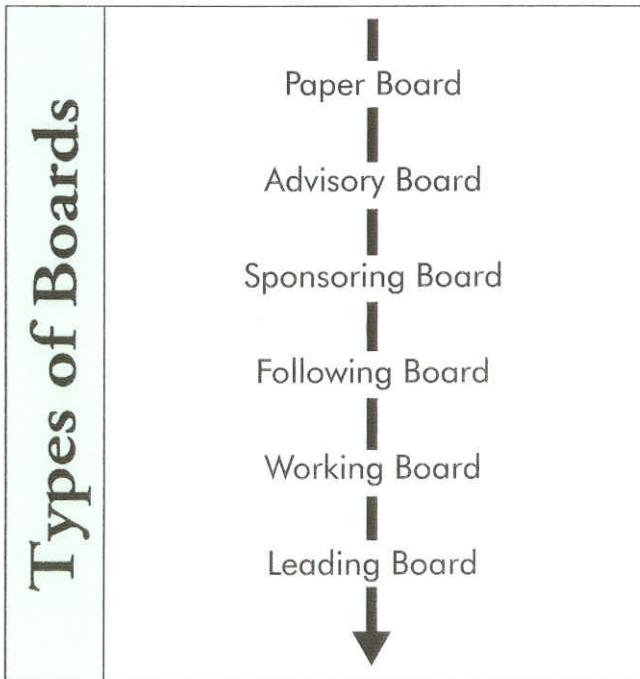 Types of Boards
Paper Board
Advisory Board
Sponsoring Board
Following Board
Working Board
Leading Board